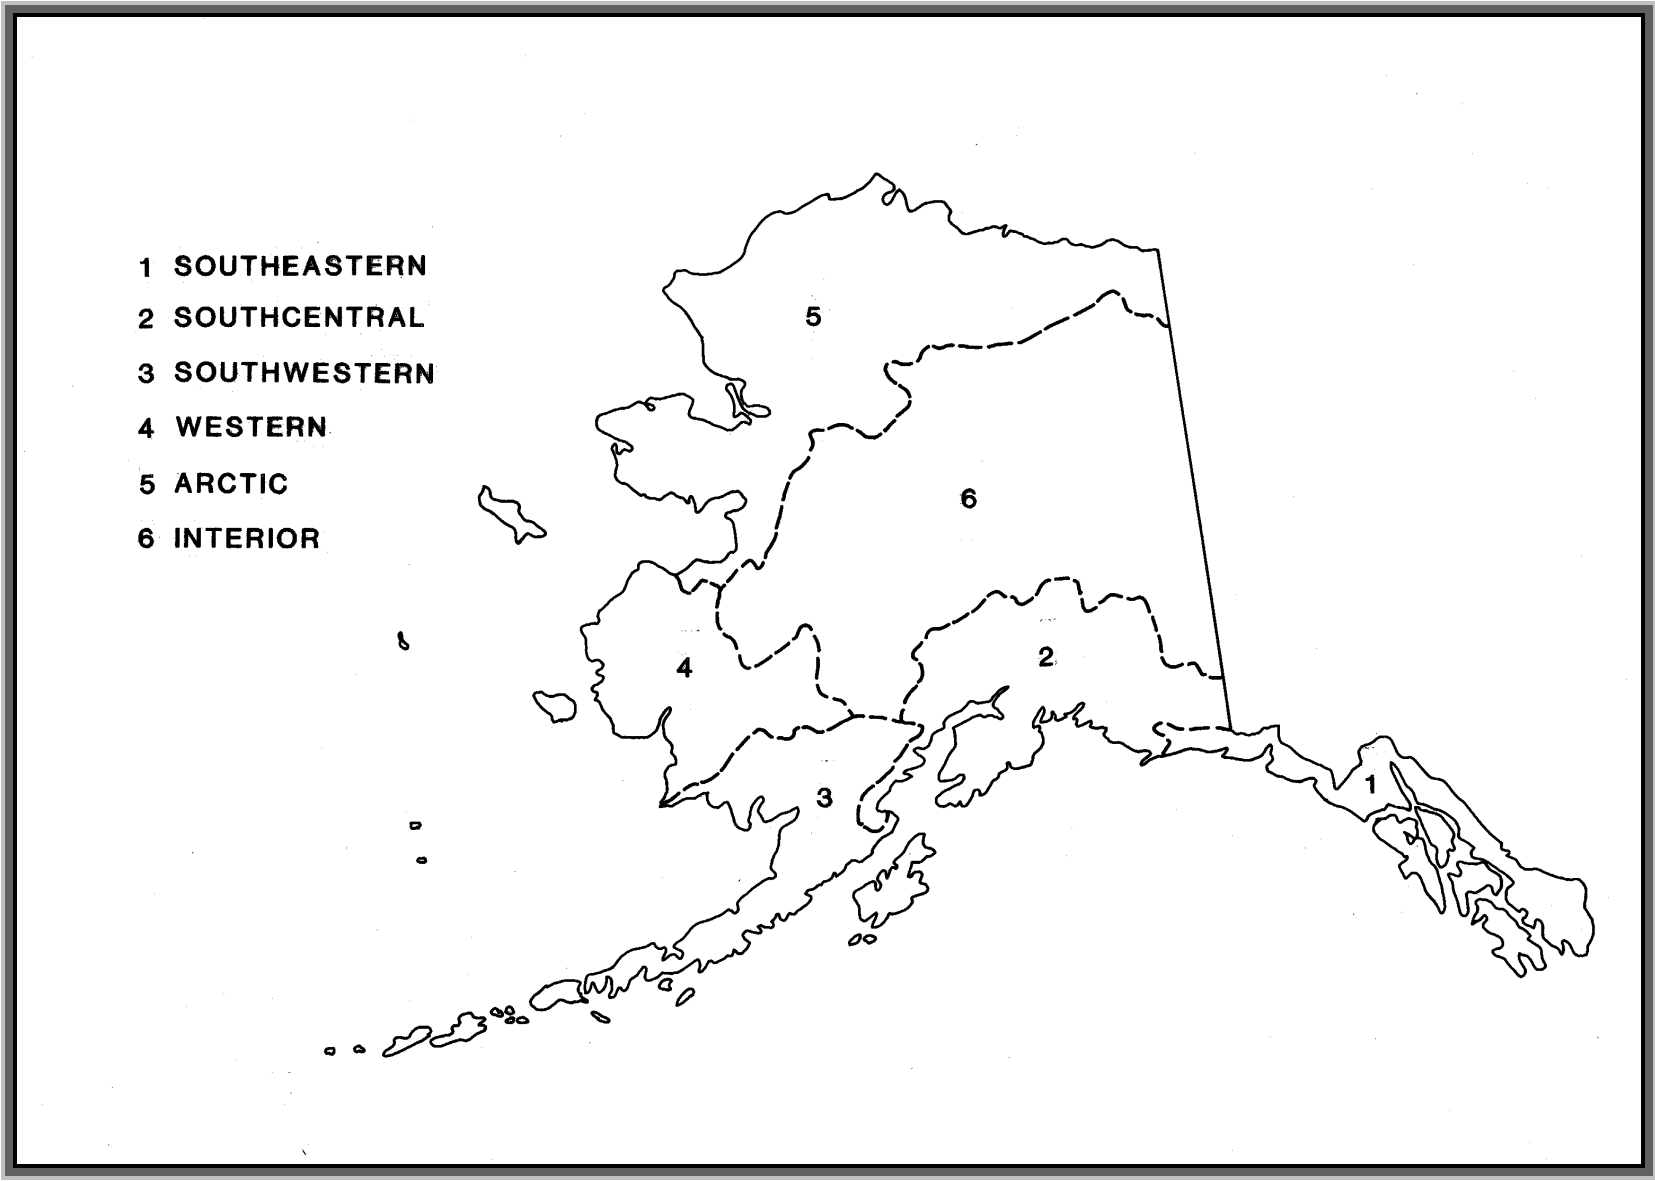 1 SOUTHEASTERN
2 SOUTHCENTRAL
3 SOUTHWESTERN
4 WESTERN
5 ARCTIC
6 INTERIOR
5
6
2
4
1
3